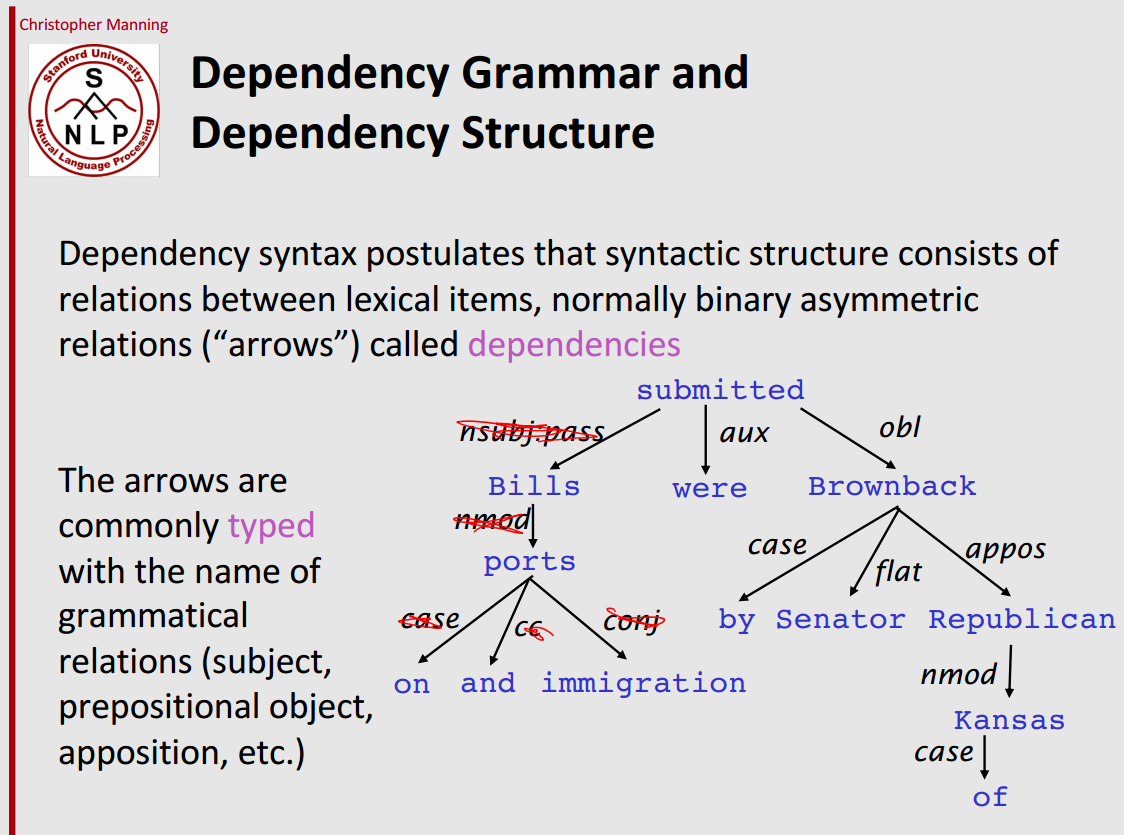 Christopher Manning
Stanford University
S
NLP
Natural Language Processing
Dependency Grammar and
Dependency Structure
Dependency syntax postulates that syntactic structure consists of
relations between lexical items, normally binary asymmetric
relations (“arrows”) called dependencies
The arrows are
commonly typed
with the name of
grammatical
relations (subject,
prepositional object,
apposition, etc.)
submitted
nsubj:pass aux obl
Bills were Brownback
nmod
ports
case flat appos
case cc conj
by Senator Republican
on and immigration
nmod
Kansas
case
of